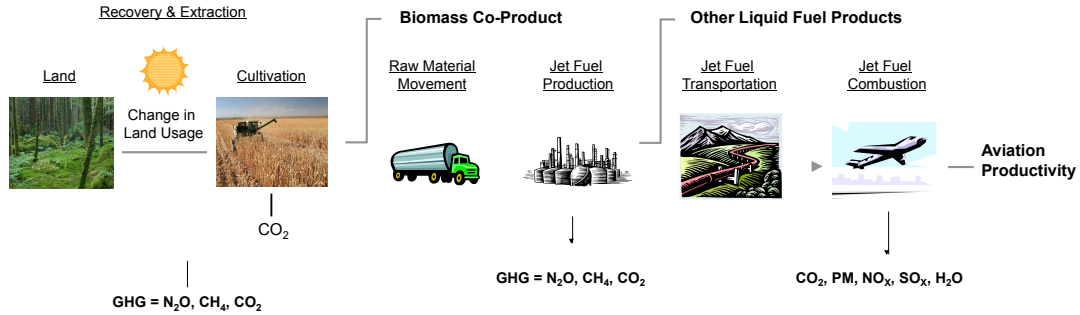 Recovery & Extraction
Biomass Co-Product
Other Liquid Fuel Products
Land
Cultivation
Raw Material
Movement
Jet Fuel
Production
Jet Fuel
Transportation
Jet Fuel
Combustion
Change in
Land Usage
Aviation
Productivity
CO₂
GHG = N₂O, CH₄, CO₂
GHG = N₂O, CH₄, CO₂
CO₂, PM, NOₓ, SOₓ, H₂O